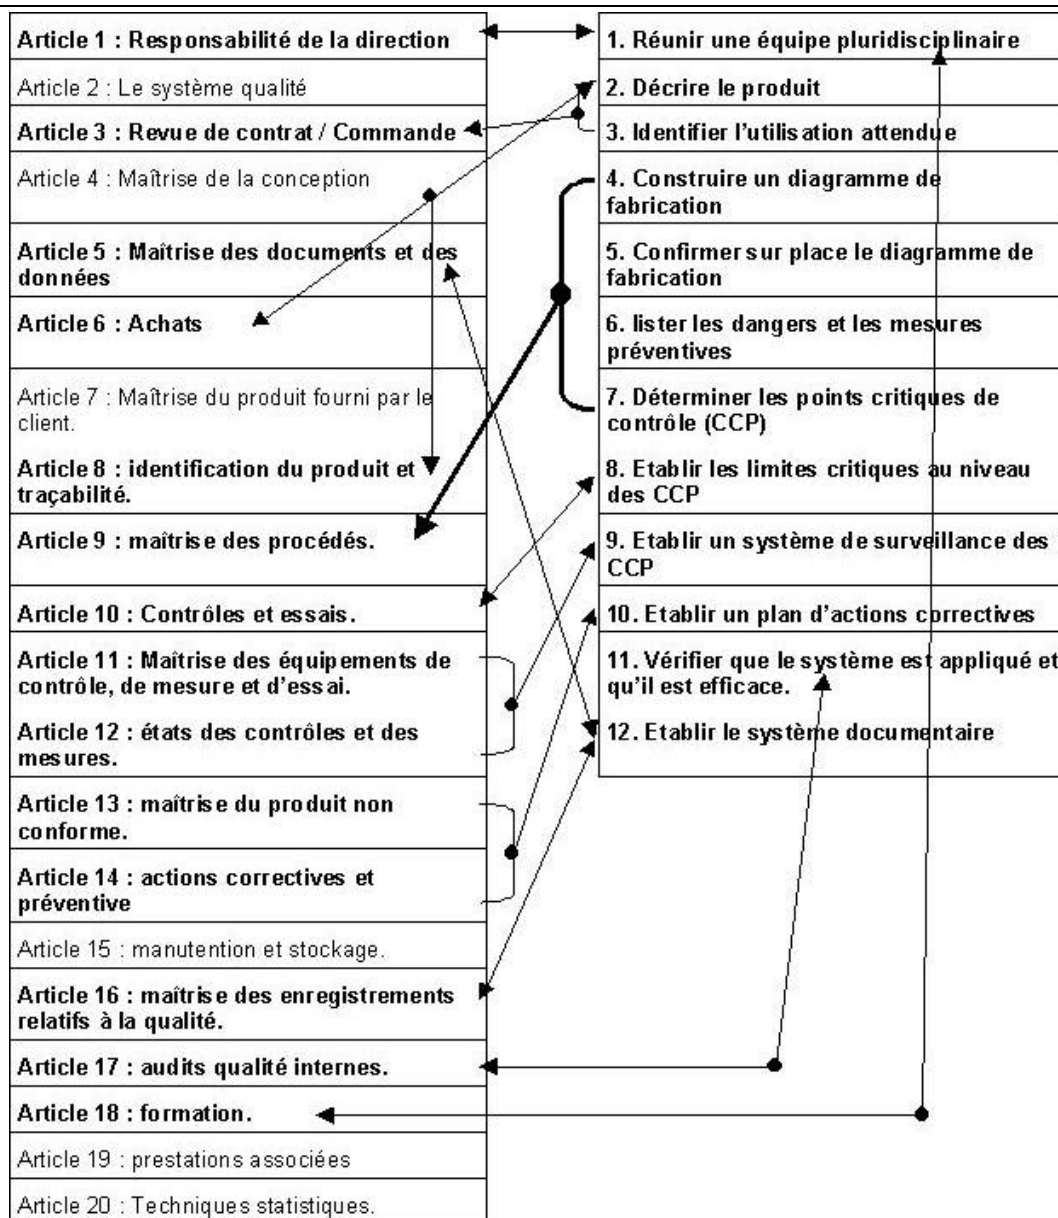 Article 1 : Responsabilité de la direction
Article 2 : Le système qualité
Article 3 : Revue de contrat / Commande
Article 4 : Maîtrise de la conception
Article 5 : Maîtrise des documents et des
données
Article 6 : Achats
Article 7 : Maîtrise du produit fourni par le
client.
Article 8 : identification du produit et
traçabilité.
Article 9 : maîtrise des procédés.
Article 10 : Contrôles et essais.
Article 11 : Maîtrise des équipements de
contrôle, de mesure et d'essai.
Article 12 : états des contrôles et des
mesures.
Article 13 : maîtrise du produit non
conforme.
Article 14 : actions correctives et
préventive
Article 15 : manutention et stockage.
Article 16 : maîtrise des enregistrements
relatifs à la qualité.
Article 17 : audits qualité internes.
Article 18 : formation.
Article 19 : prestations associées
Article 20 : Techniques statistiques.
1. Réunir une équipe pluridisciplinaire
2. Décrire le produit
3. Identifier l'utilisation attendue
4. Construire un diagramme de
fabrication
5. Confirmer sur place le diagramme de
fabrication
6. lister les dangers et les mesures
préventives
7. Déterminer les points critiques de
contrôle (CCP)
8. Etablir les limites critiques au niveau
des CCP
9. Etablir un système de surveillance des
CCP
10. Etablir un plan d'actions correctives
11. Vérifier que le système est appliqué et
qu'il est efficace.
12. Etablir le système documentaire